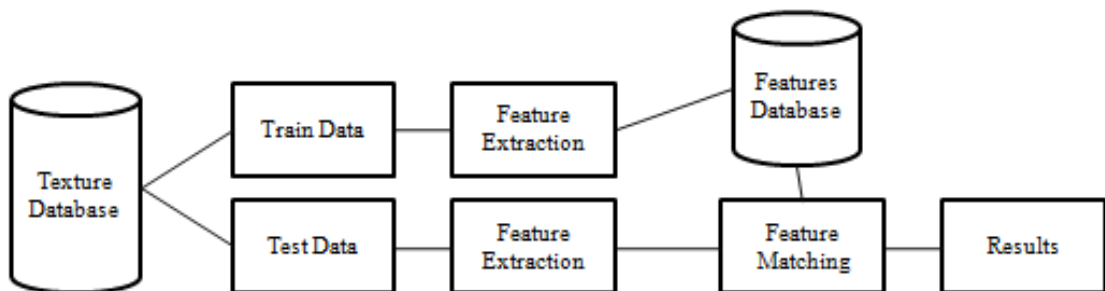 Texture
Database
Train Data
Feature
Extraction
Features
Database
Test Data
Feature
Extraction
Feature
Matching
Results